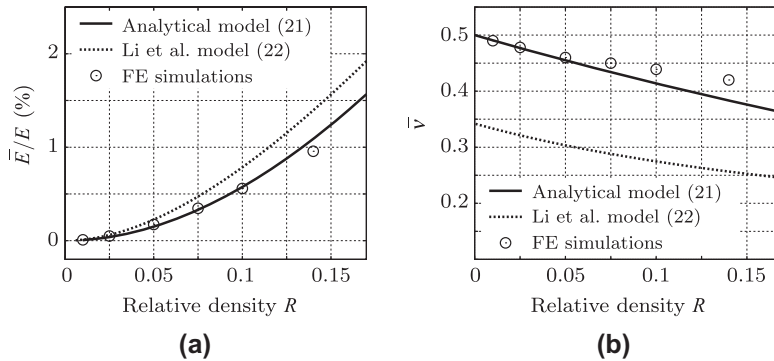 Analytical model (21)
Li et al. model (22)
FE simulations
2
1
0
Ē/E (%)
0 0.05 0.1 0.15
Relative density R
(a)
0.5
0.4
0.3
0.2
ν̄
Analytical model (21)
Li et al. model (22)
FE simulations
0 0.05 0.1 0.15
Relative density R
(b)